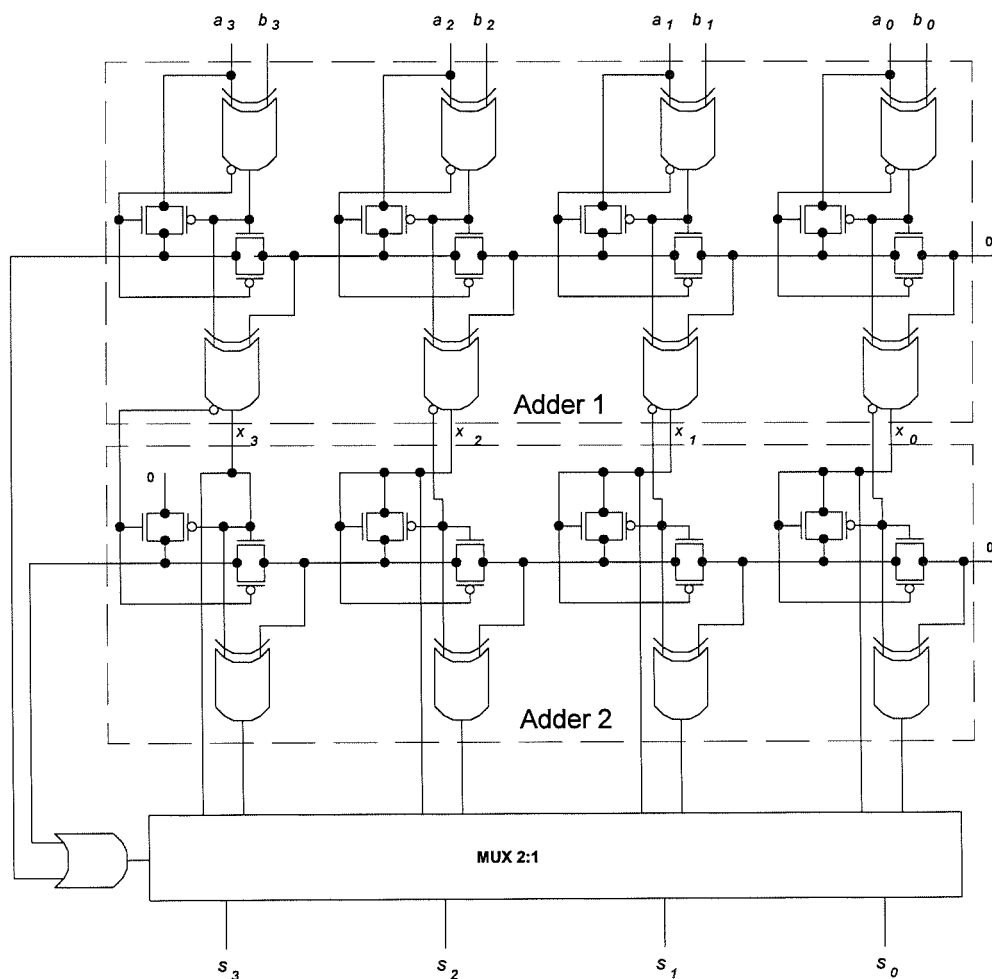 a3 b3 a2 b2 a1 b1 a0 b0
0
Adder 1
x3 x2 x1 x0
0
0
Adder 2
MUX 2:1
s3 s2 s1 s0